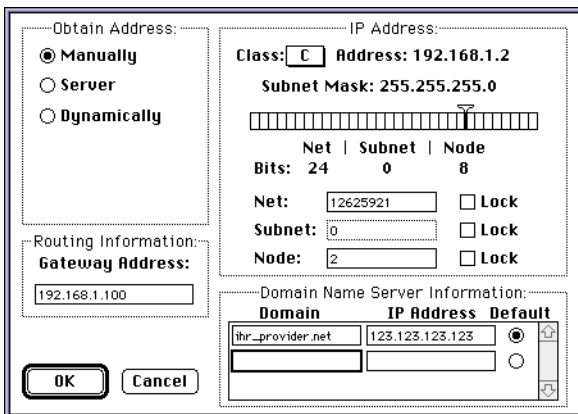 Obtain Address:
Manually
Server
Dynamically
Routing Information:
Gateway Address:
192.168.1.100
OK
Cancel
IP Address:
Class: C Address: 192.168.1.2
Subnet Mask: 255.255.255.0
Net | Subnet | Node
Bits: 24 0 8
Net: 12625921 Lock
Subnet: 0 Lock
Node: 2 Lock
Domain Name Server Information:
Domain IP Address Default
ihr_provider.net 123.123.123.123